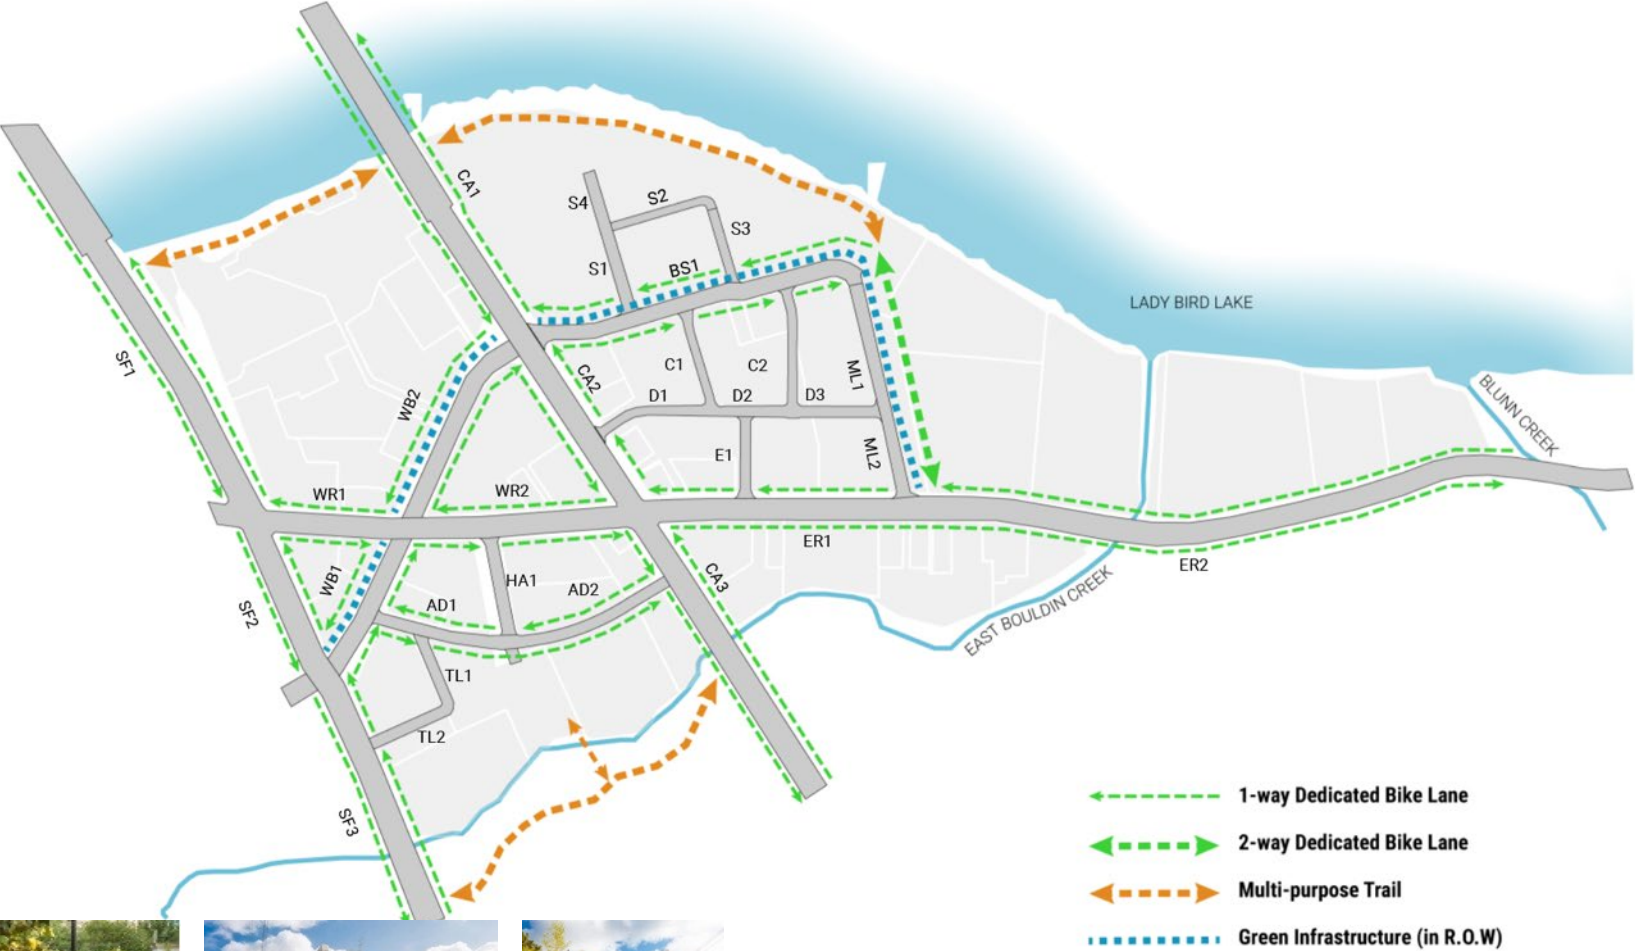 CA1
S4
S2
S3
S1
BS1
LADY BIRD LAKE
SF1
CA2
C1
C2
ML1
BLUNN CREEK
WB2
D1
D2
D3
E1
ML2
WR1
WR2
ER1
ER2
WB1
HA1
AD1
AD2
CA3
EAST BOULDIN CREEK
SF2
TL1
TL2
SF3
1-way Dedicated Bike Lane
2-way Dedicated Bike Lane
Multi-purpose Trail
Green Infrastructure (in R.O.W)